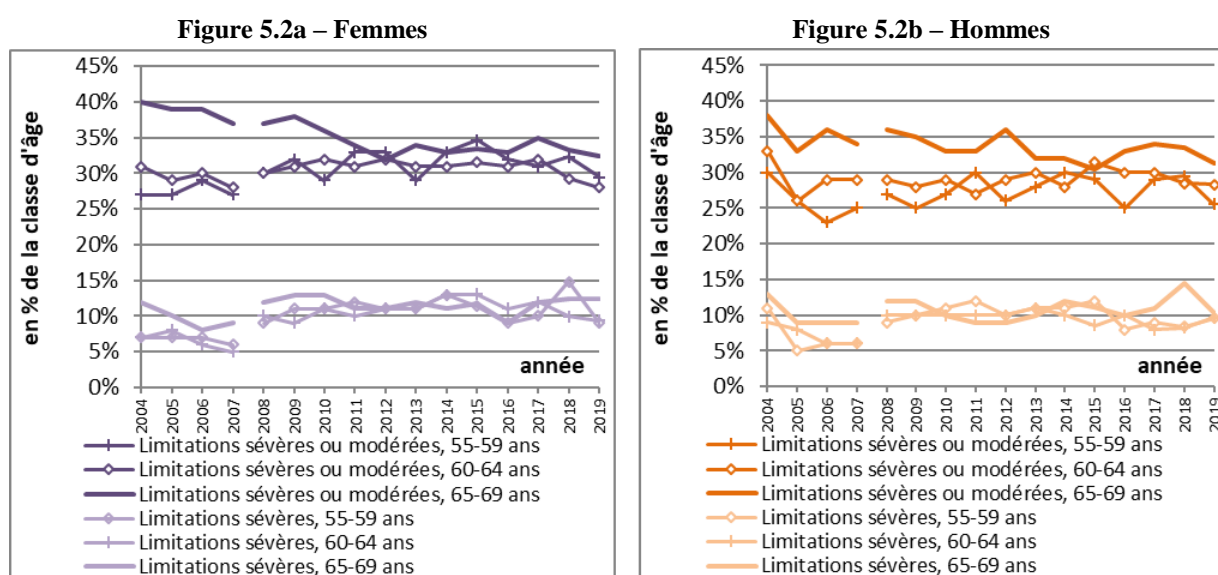 Figure 5.2a – Femmes
en % de la classe d'âge
45%
40%
35%
30%
25%
20%
15%
10%
5%
0%
année
2004
2005
2006
2007
2008
2009
2010
2011
2012
2013
2014
2015
2016
2017
2018
2019
Limitations sévères ou modérées, 55-59 ans
Limitations sévères ou modérées, 60-64 ans
Limitations sévères ou modérées, 65-69 ans
Limitations sévères, 55-59 ans
Limitations sévères, 60-64 ans
Limitations sévères, 65-69 ans
Figure 5.2b – Hommes
en % de la classe d'âge
45%
40%
35%
30%
25%
20%
15%
10%
5%
0%
année
2004
2005
2006
2007
2008
2009
2010
2011
2012
2013
2014
2015
2016
2017
2018
2019
Limitations sévères ou modérées, 55-59 ans
Limitations sévères ou modérées, 60-64 ans
Limitations sévères ou modérées, 65-69 ans
Limitations sévères, 55-59 ans
Limitations sévères, 60-64 ans
Limitations sévères, 65-69 ans